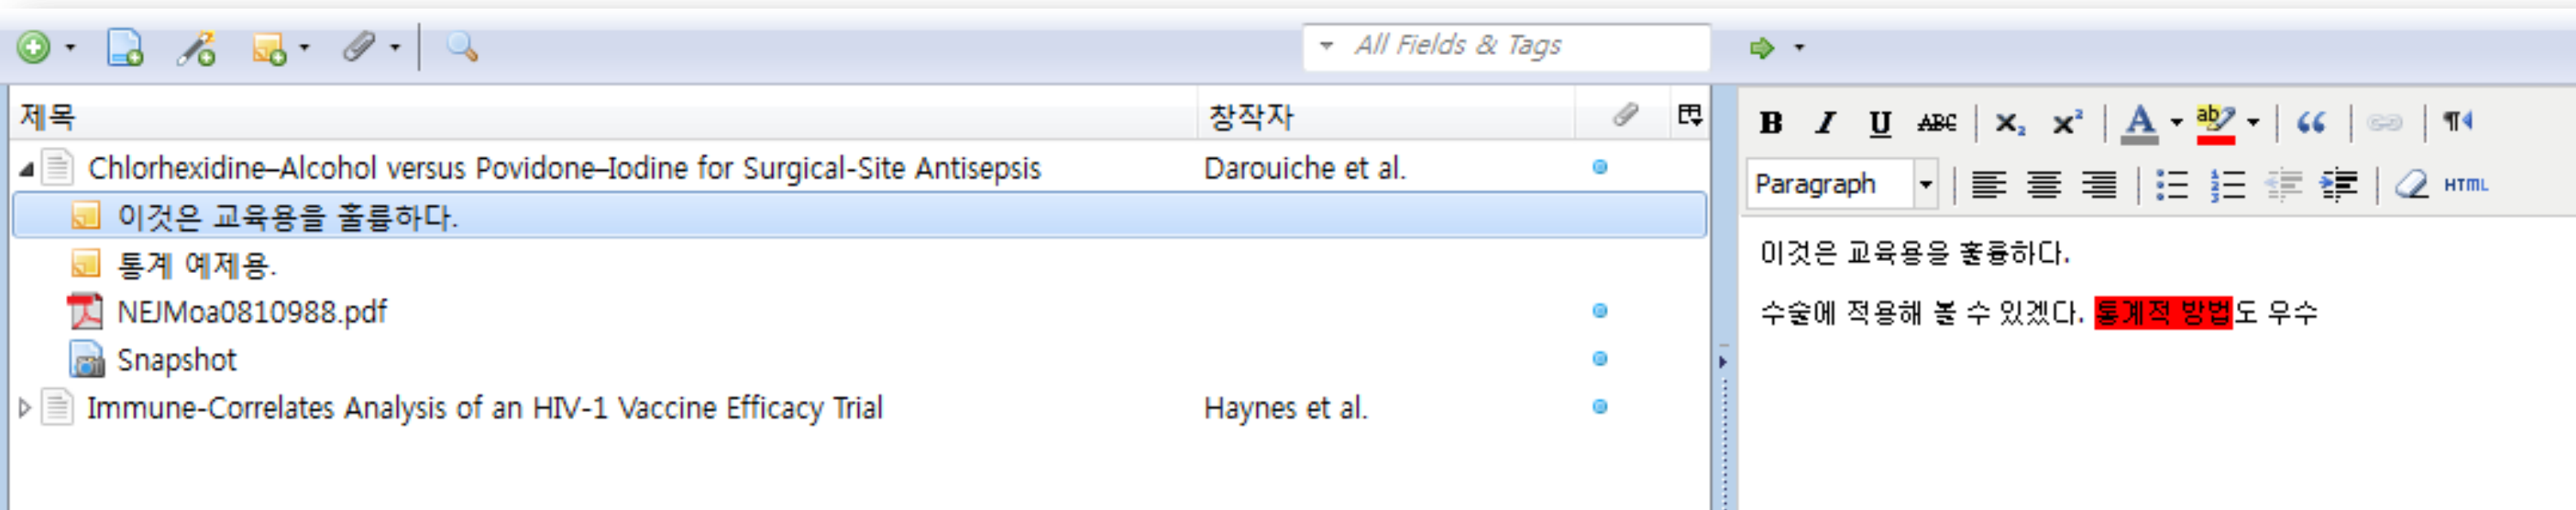 All Fields & Tags
제목 창작자
Chlorhexidine–Alcohol versus Povidone–Iodine for Surgical-Site Antisepsis Darouiche et al.
이것은 교육용을 훌륭하다.
통계 예제용.
NEJMoa0810988.pdf
Snapshot
Immune-Correlates Analysis of an HIV-1 Vaccine Efficacy Trial Haynes et al.
B I U ABC X₂ X² A ab “ ¶
Paragraph HTML
이것은 교육용을 훌륭하다.
수술에 적용해 볼 수 있겠다. 통계적 방법도 우수